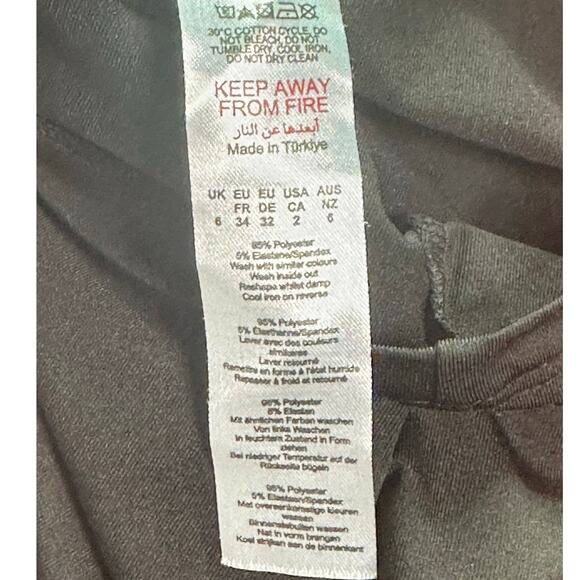 30°C COTTON CYCLE, DO
NOT BLEACH, DO NOT
TUMBLE DRY, COOL IRON,
DO NOT DRY CLEAN
KEEP AWAY
FROM FIRE
أبعدها عن النار
Made in Türkiye
UK EU EU USA AUS
FR DE CA NZ
6 34 32 2 6
95% Polyester
5% Elastane/Spandex
Wash with similar colours
Wash inside out
Reshape whilst damp
Cool iron on reverse
95% Polyester
5% Elasthanne/Spandex
Laver avec des couleurs
similaires
Laver retourné
Remettre en forme à l'état humide
Repasser à froid et retourné
95% Polyester
5% Elastan
Mit ähnlichen Farben waschen
Von links Waschen
In feuchtem Zustand in Form
ziehen
Bei niedriger Temperatur auf der
Rückseite bügeln
95% Polyester
5% Elastaan/Spandex
Met overeenkomstige kleuren
wassen
Binnenstebuiten wassen
Nat in vorm brengen
Koel strijken aan de binnenkant